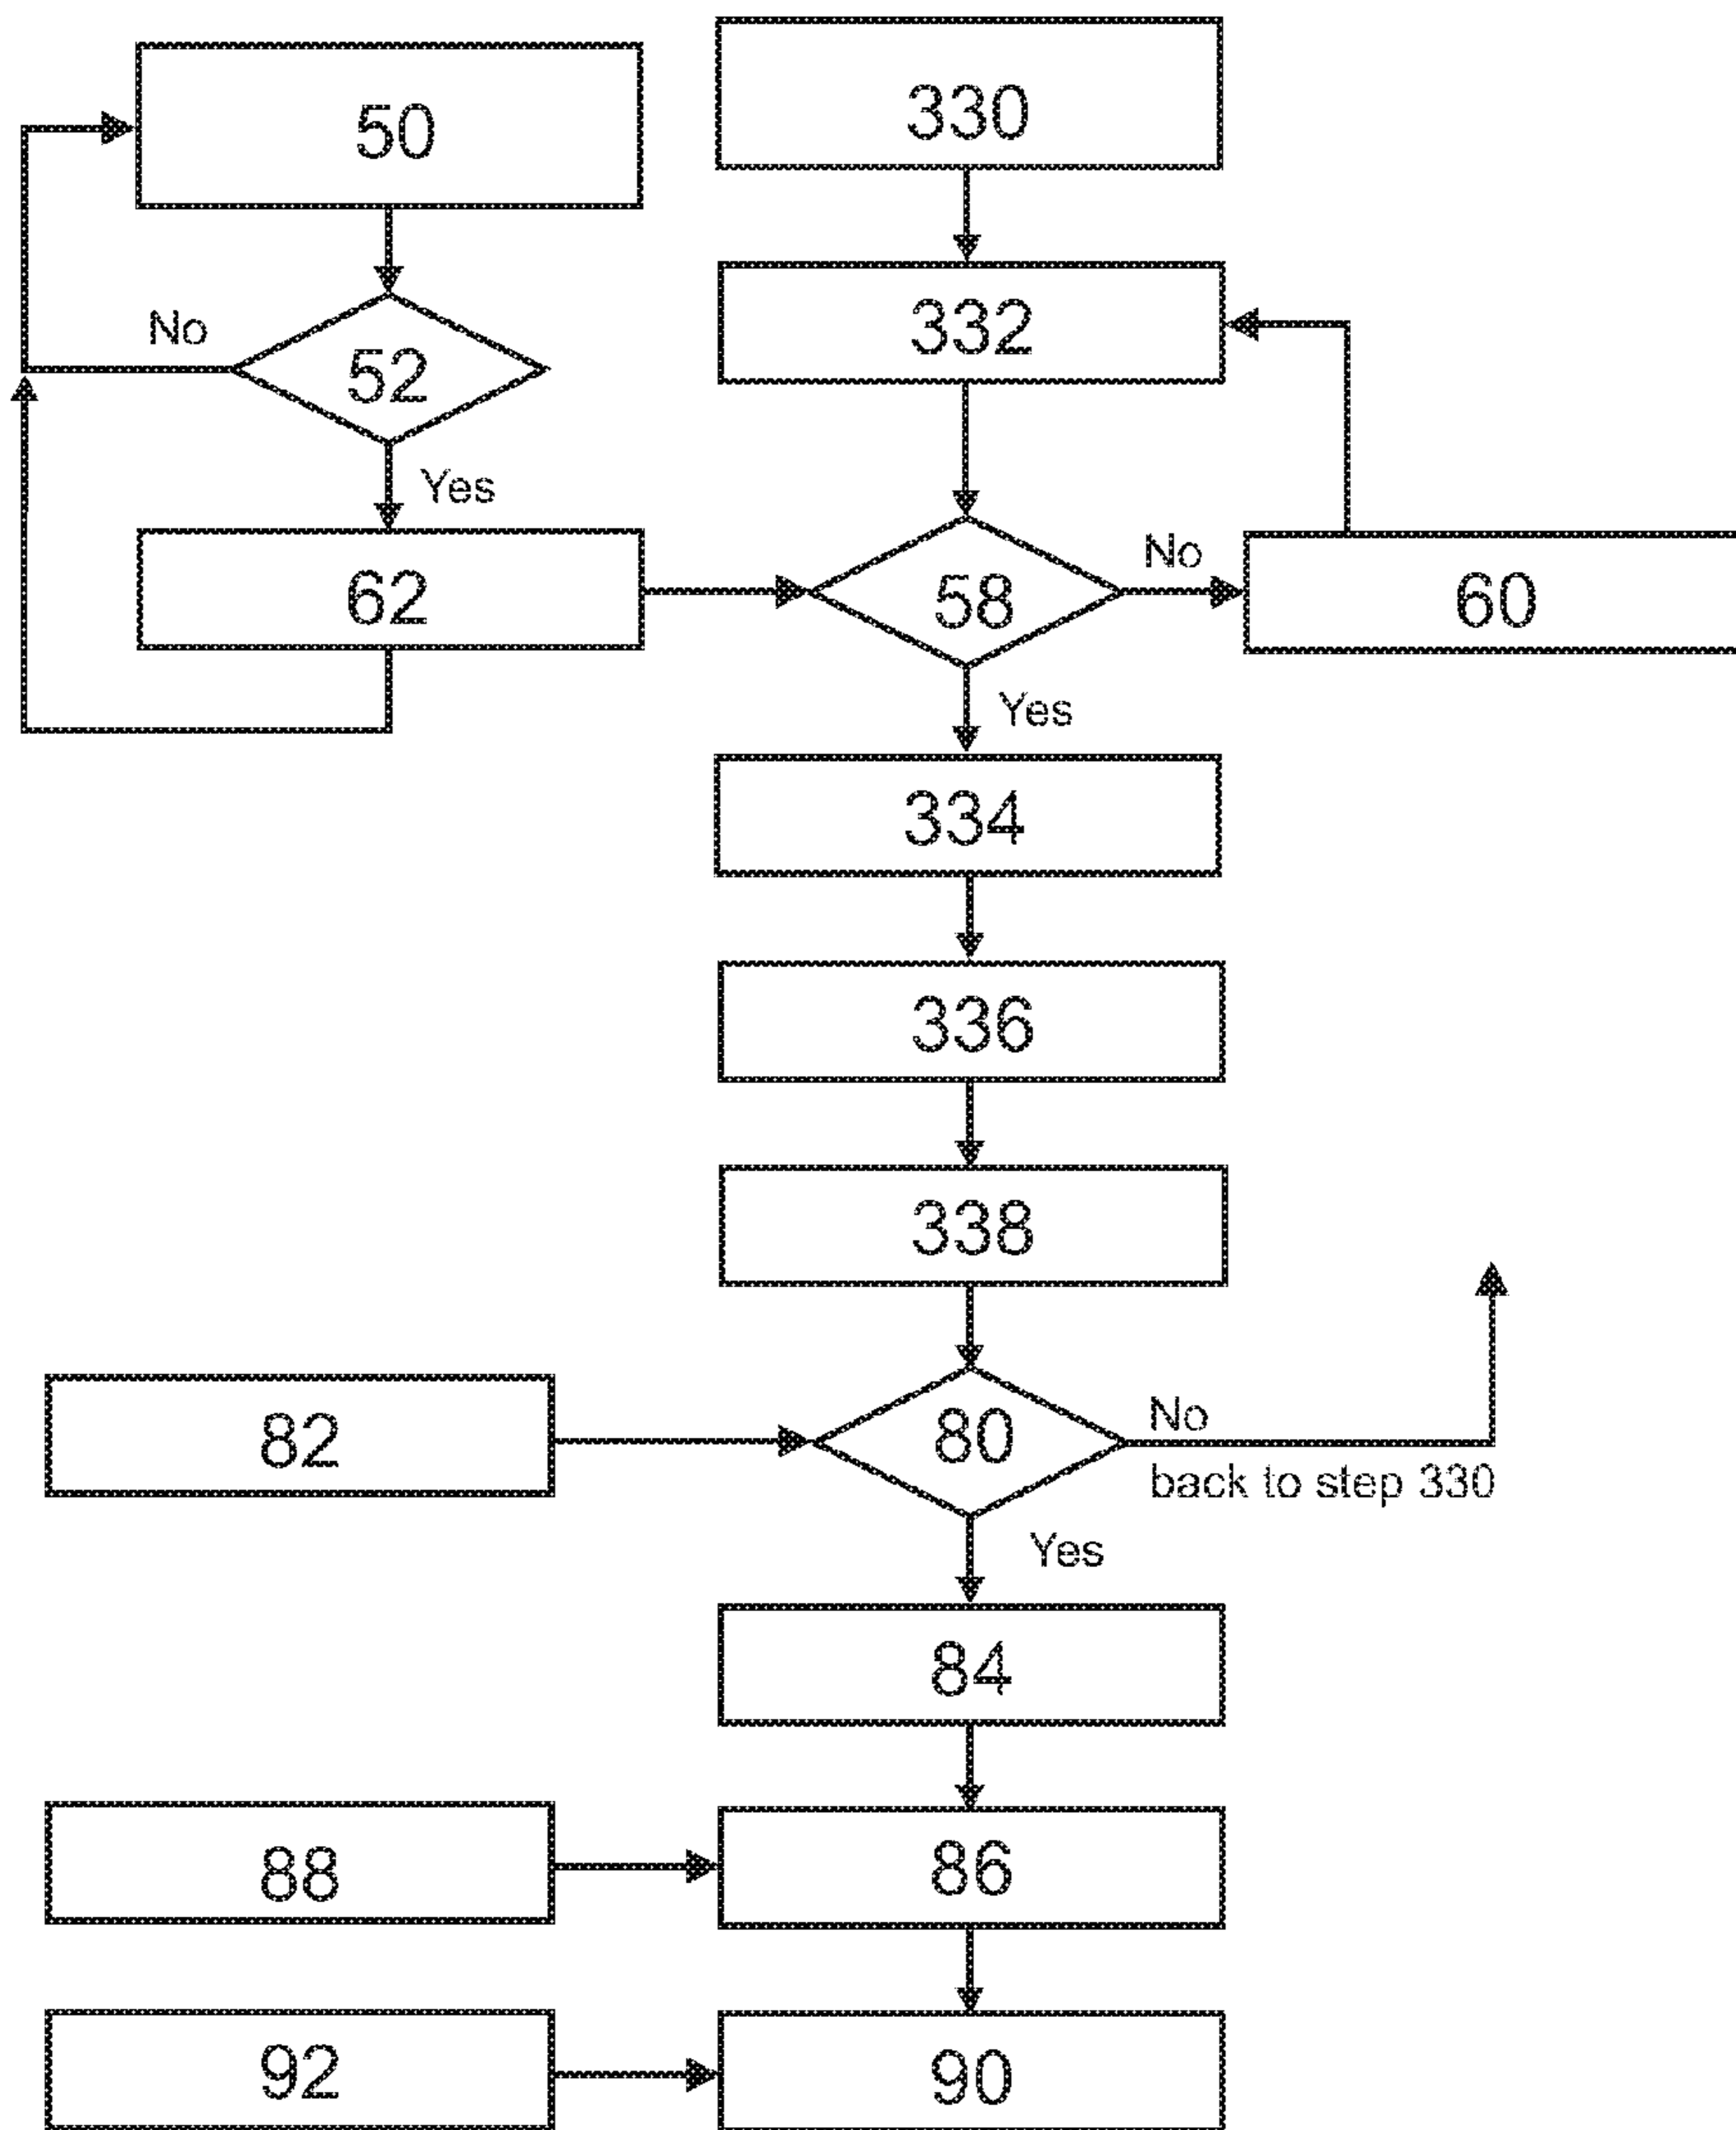 50
330
No
52
332
Yes
62
58
No
60
Yes
334
336
338
82
80
No
back to step 330
Yes
84
88
86
92
90